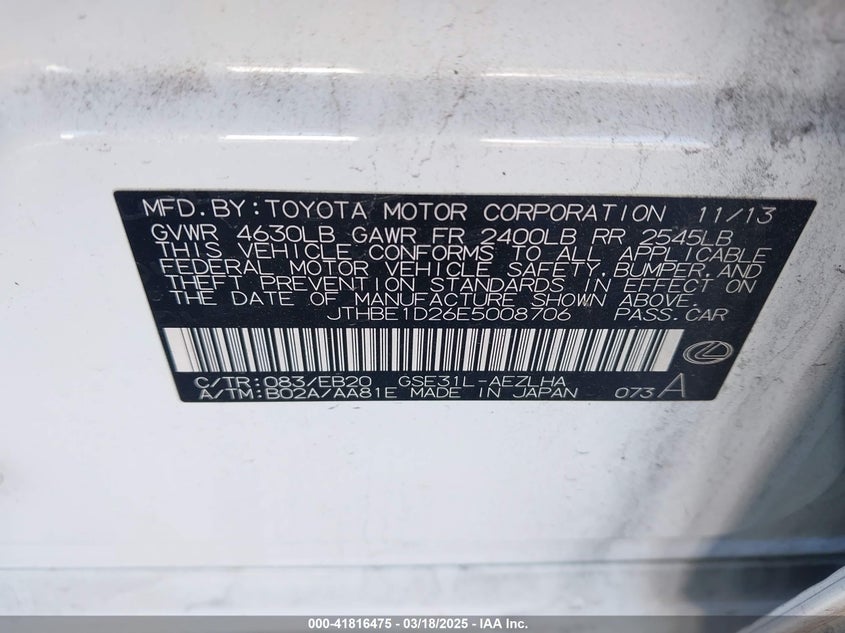 MFD.BY:TOYOTA MOTOR CORPORATION 11/13
GVWR 4630LB GAWR FR 2400LB RR 2545LB
THIS VEHICLE CONFORMS TO ALL APPLICABLE
FEDERAL MOTOR VEHICLE SAFETY,BUMPER,AND
THEFT PREVENTION STANDARDS IN EFFECT ON
THE DATE OF MANUFACTURE SHOWN ABOVE.
JTHBE1D26E5008706 PASS.CAR
C/TR:083/EB20 GSE31L-AEZLHA
A/TM:B02A/AA81E MADE IN JAPAN 073 A
000-41816475 - 03/18/2025 - IAA Inc.